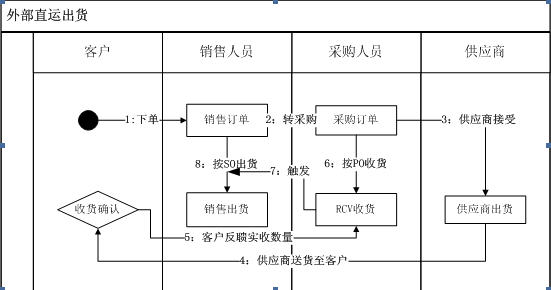 外部直运出货
客户
销售人员
采购人员
供应商
1:下单
销售订单
2: 转采购
采购订单
3: 供应商接受
8: 按SO出货
7: 触发
6: 按PO收货
收货确认
销售出货
RCV收货
供应商出货
5: 客户反馈实收数量
4: 供应商送货至客户